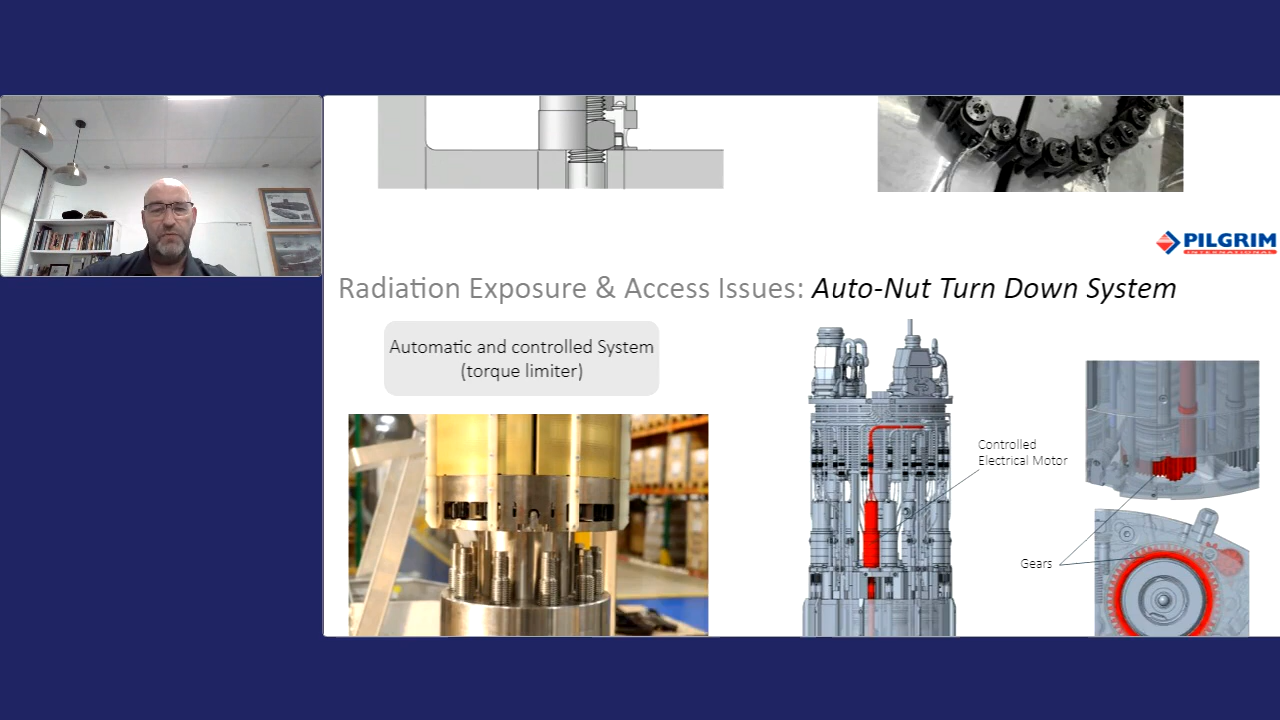 PILGRIM
INTERNATIONAL
Radiation Exposure & Access Issues: Auto-Nut Turn Down System
Automatic and controlled System
(torque limiter)
Controlled
Electrical Motor
Gears